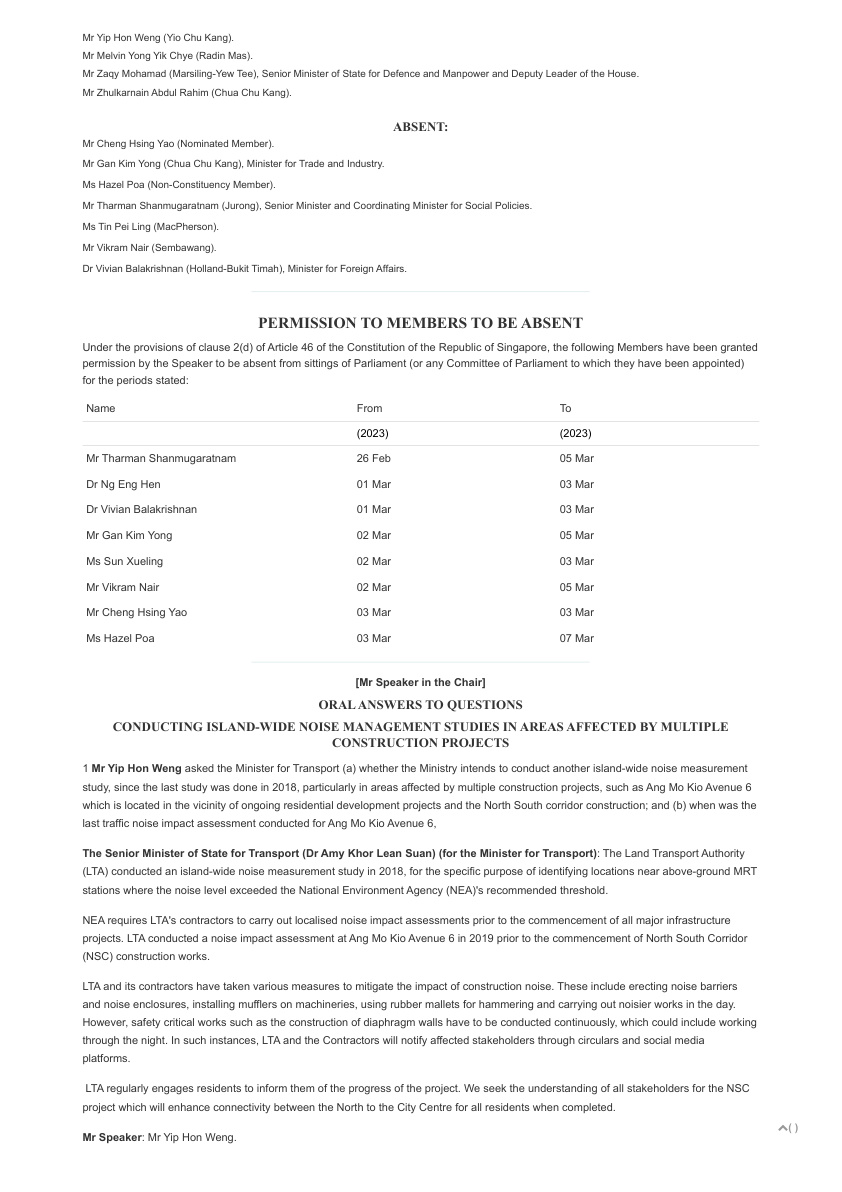 Mr Yip Hon Weng (Yio Chu Kang).
Mr Melvin Yong Yik Chye (Radin Mas).
Mr Zaqy Mohamad (Marsiling-Yew Tee), Senior Minister of State for Defence and Manpower and Deputy Leader of the House.
Mr Zhulkarnain Abdul Rahim (Chua Chu Kang).
ABSENT:
Mr Cheng Hsing Yao (Nominated Member).
Mr Gan Kim Yong (Chua Chu Kang), Minister for Trade and Industry.
Ms Hazel Poa (Non-Constituency Member).
Mr Tharman Shanmugaratnam (Jurong), Senior Minister and Coordinating Minister for Social Policies.
Ms Tin Pei Ling (MacPherson).
Mr Vikram Nair (Sembawang).
Dr Vivian Balakrishnan (Holland-Bukit Timah), Minister for Foreign Affairs.
PERMISSION TO MEMBERS TO BE ABSENT
Under the provisions of clause 2(d) of Article 46 of the Constitution of the Republic of Singapore, the following Members have been granted
permission by the Speaker to be absent from sittings of Parliament (or any Committee of Parliament to which they have been appointed)
for the periods stated:
Name From To
(2023) (2023)
Mr Tharman Shanmugaratnam 26 Feb 05 Mar
Dr Ng Eng Hen 01 Mar 03 Mar
Dr Vivian Balakrishnan 01 Mar 03 Mar
Mr Gan Kim Yong 02 Mar 05 Mar
Ms Sun Xueling 02 Mar 03 Mar
Mr Vikram Nair 02 Mar 05 Mar
Mr Cheng Hsing Yao 03 Mar 03 Mar
Ms Hazel Poa 03 Mar 07 Mar
[Mr Speaker in the Chair]
ORAL ANSWERS TO QUESTIONS
CONDUCTING ISLAND-WIDE NOISE MANAGEMENT STUDIES IN AREAS AFFECTED BY MULTIPLE
CONSTRUCTION PROJECTS
1 Mr Yip Hon Weng asked the Minister for Transport (a) whether the Ministry intends to conduct another island-wide noise measurement
study, since the last study was done in 2018, particularly in areas affected by multiple construction projects, such as Ang Mo Kio Avenue 6
which is located in the vicinity of ongoing residential development projects and the North South corridor construction; and (b) when was the
last traffic noise impact assessment conducted for Ang Mo Kio Avenue 6,
The Senior Minister of State for Transport (Dr Amy Khor Lean Suan) (for the Minister for Transport): The Land Transport Authority
(LTA) conducted an island-wide noise measurement study in 2018, for the specific purpose of identifying locations near above-ground MRT
stations where the noise level exceeded the National Environment Agency (NEA)'s recommended threshold.
NEA requires LTA's contractors to carry out localised noise impact assessments prior to the commencement of all major infrastructure
projects. LTA conducted a noise impact assessment at Ang Mo Kio Avenue 6 in 2019 prior to the commencement of North South Corridor
(NSC) construction works.
LTA and its contractors have taken various measures to mitigate the impact of construction noise. These include erecting noise barriers
and noise enclosures, installing mufflers on machineries, using rubber mallets for hammering and carrying out noisier works in the day.
However, safety critical works such as the construction of diaphragm walls have to be conducted continuously, which could include working
through the night. In such instances, LTA and the Contractors will notify affected stakeholders through circulars and social media
platforms.
LTA regularly engages residents to inform them of the progress of the project. We seek the understanding of all stakeholders for the NSC
project which will enhance connectivity between the North to the City Centre for all residents when completed.
Mr Speaker: Mr Yip Hon Weng.
( )